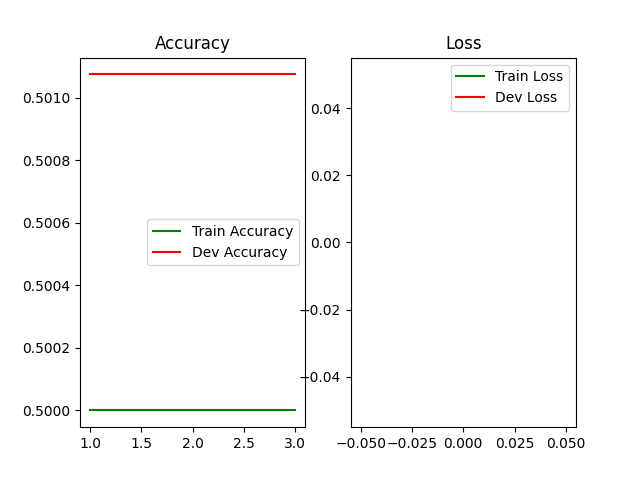 Accuracy
0.5010
0.5008
0.5006
0.5004
0.5002
0.5000
1.0 1.5 2.0 2.5 3.0
Train Accuracy
Dev Accuracy
Loss
0.04
0.02
0.00
−0.02
−0.04
−0.050 −0.025 0.000 0.025 0.050
Train Loss
Dev Loss